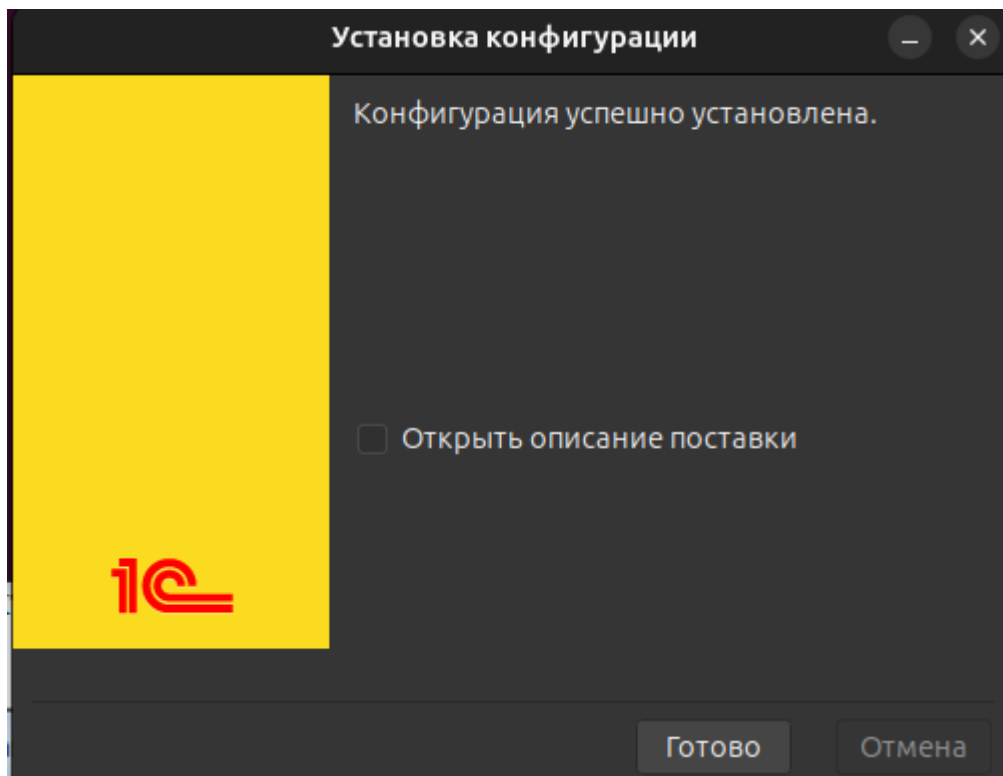 Установка конфигурации
Конфигурация успешно установлена.
Открыть описание поставки
1С
Готово
Отмена